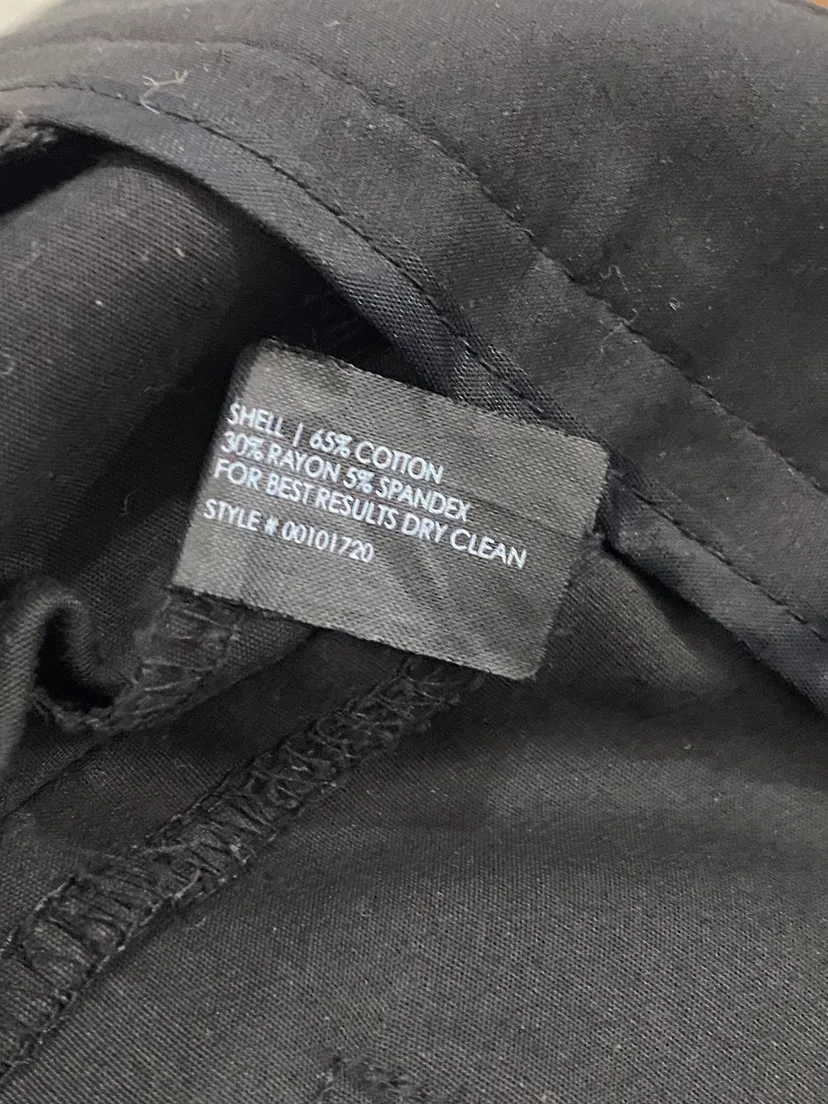 SHELL | 65% COTTON
30% RAYON 5% SPANDEX
FOR BEST RESULTS DRY CLEAN
STYLE # 00101720